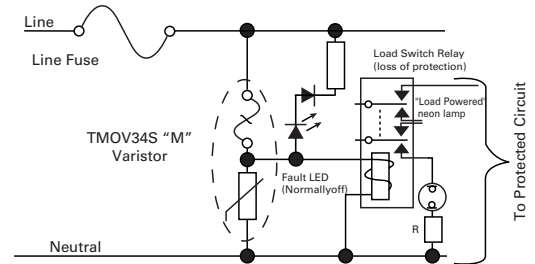 Line
Line Fuse
Load Switch Relay
(loss of protection)
"Load Powered"
neon lamp
TMOV34S "M"
Varistor
Fault LED
(Normallyoff)
R
Neutral
To Protected Circuit